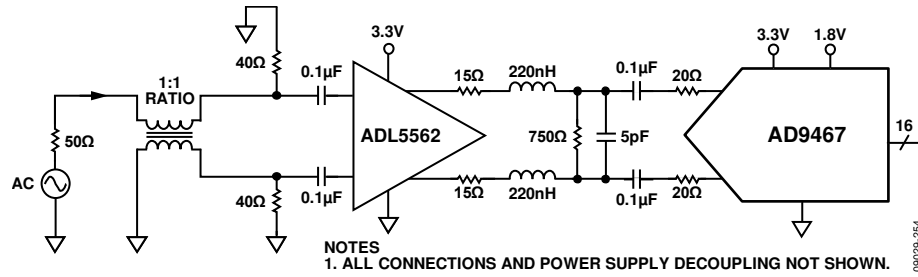 3.3V
3.3V
1.8V
40Ω
0.1µF
15Ω
220nH
0.1µF
20Ω
1:1
RATIO
50Ω
ADL5562
750Ω
5pF
AD9467
16
AC
40Ω
0.1µF
15Ω
220nH
0.1µF
20Ω
NOTES
1. ALL CONNECTIONS AND POWER SUPPLY DECOUPLING NOT SHOWN.
09029-254